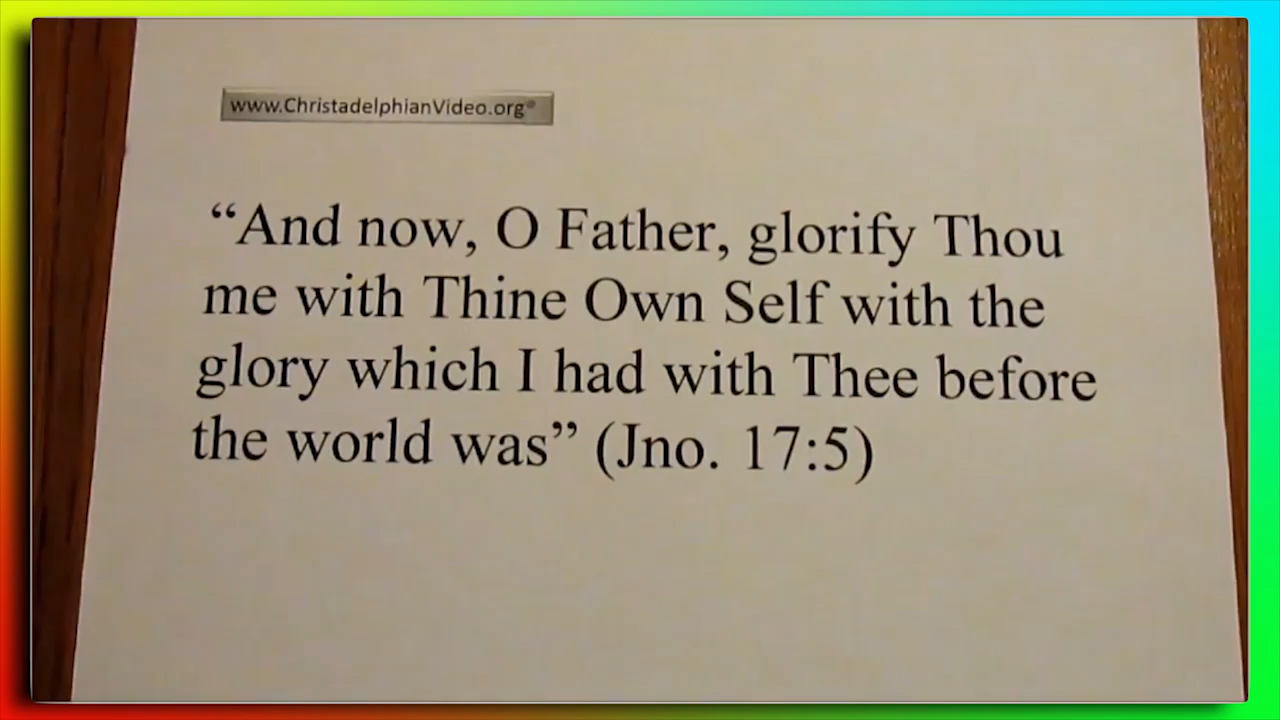 www.ChristadelphianVideo.org®
“And now, O Father, glorify Thou
me with Thine Own Self with the
glory which I had with Thee before
the world was” (Jno. 17:5)